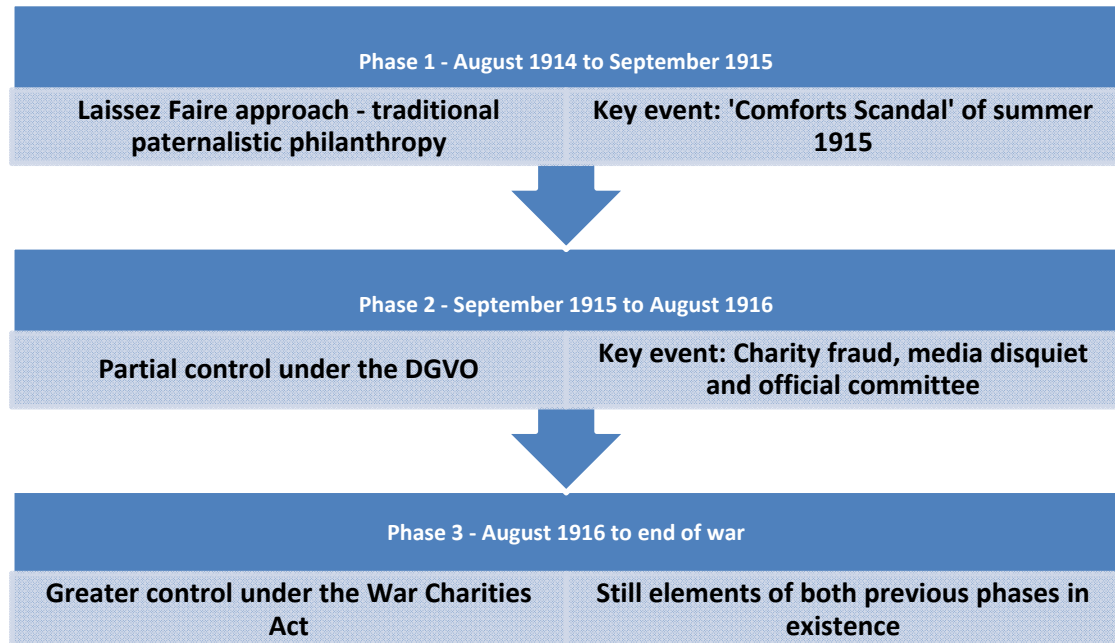 Phase 1 - August 1914 to September 1915
Laissez Faire approach - traditional
paternalistic philanthropy
Key event: 'Comforts Scandal' of summer
1915
Phase 2 - September 1915 to August 1916
Partial control under the DGVO
Key event: Charity fraud, media disquiet
and official committee
Phase 3 - August 1916 to end of war
Greater control under the War Charities
Act
Still elements of both previous phases in
existence